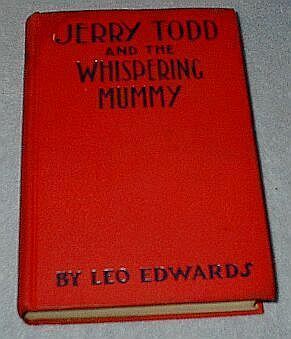 JERRY TODD
AND THE
WHISPERING
MUMMY
BY LEO EDWARDS